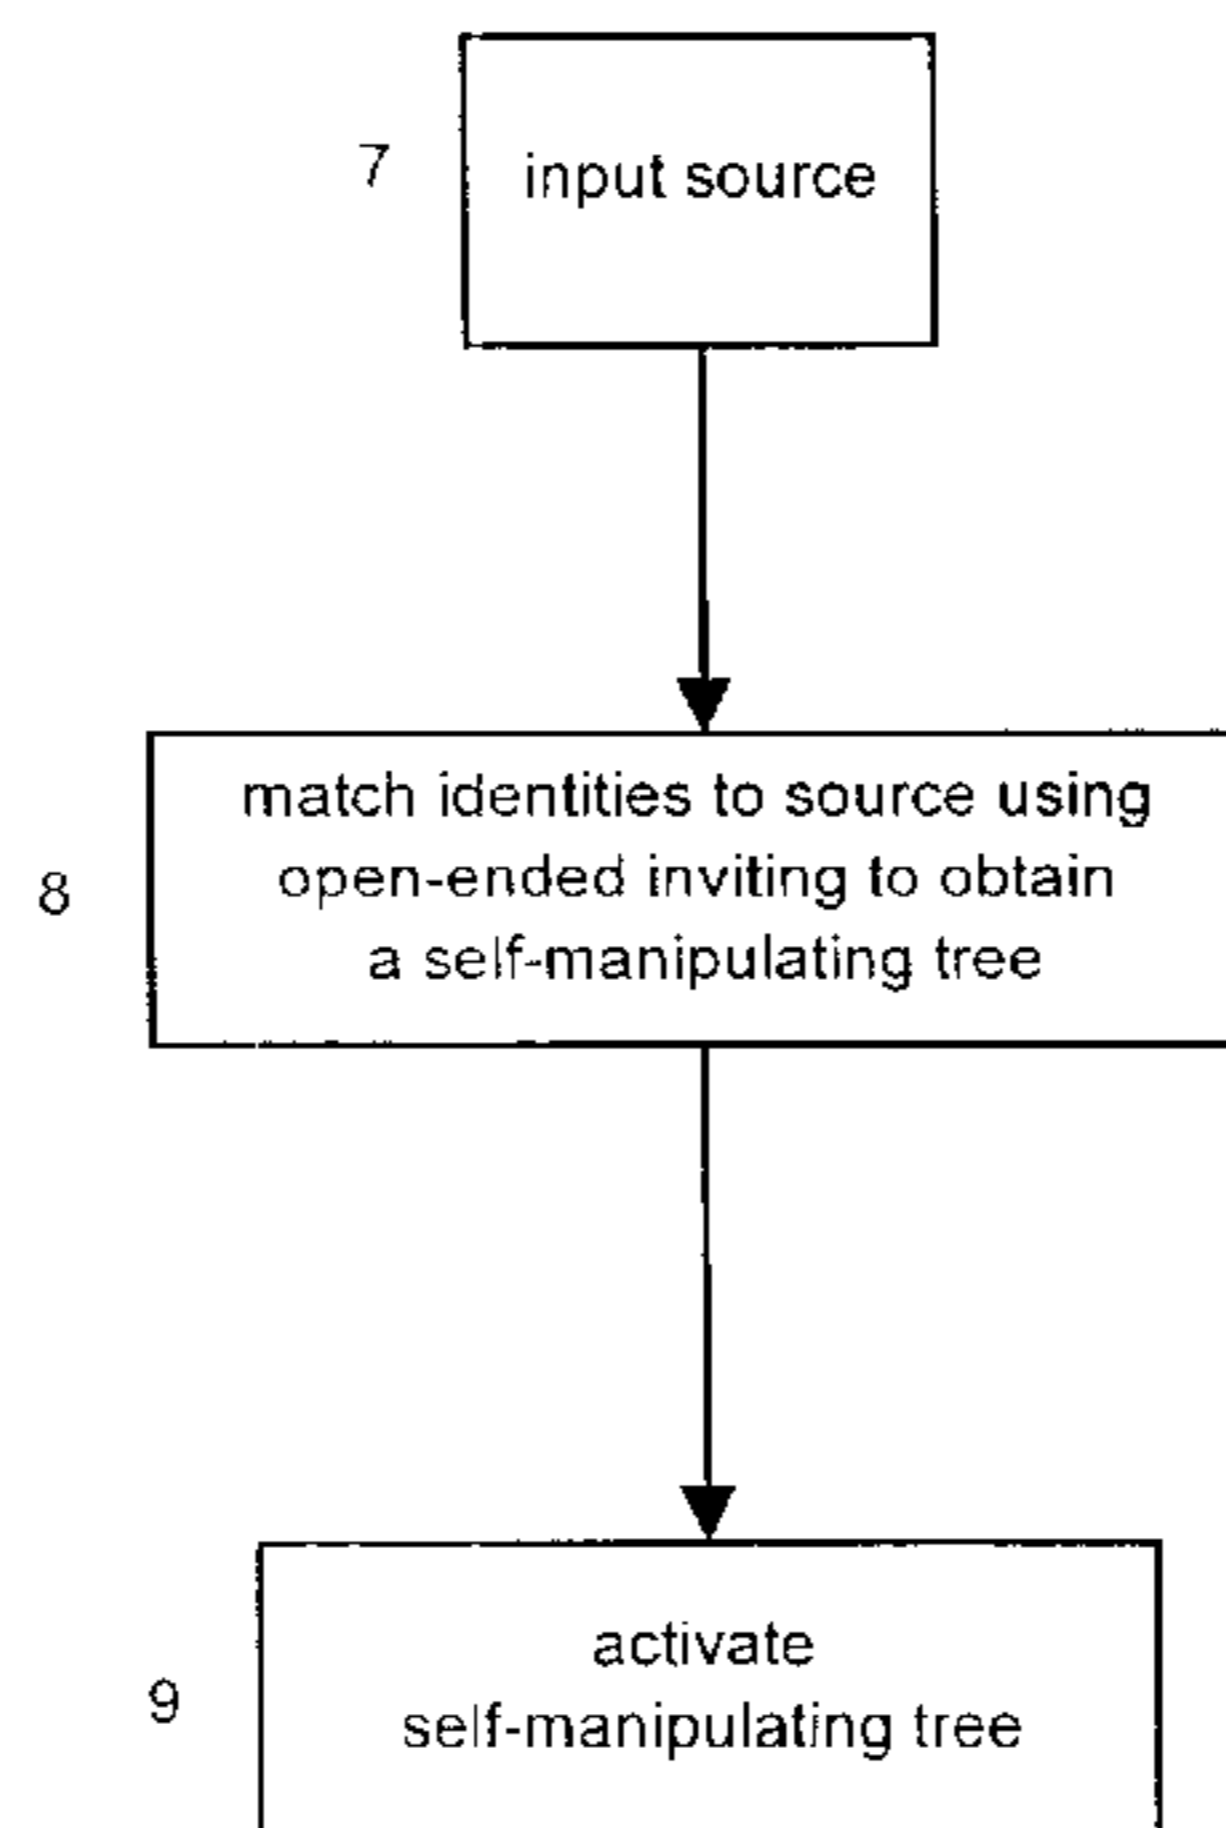 7
input source
8
match identities to source using
open-ended inviting to obtain
a self-manipulating tree
9
activate
self-manipulating tree